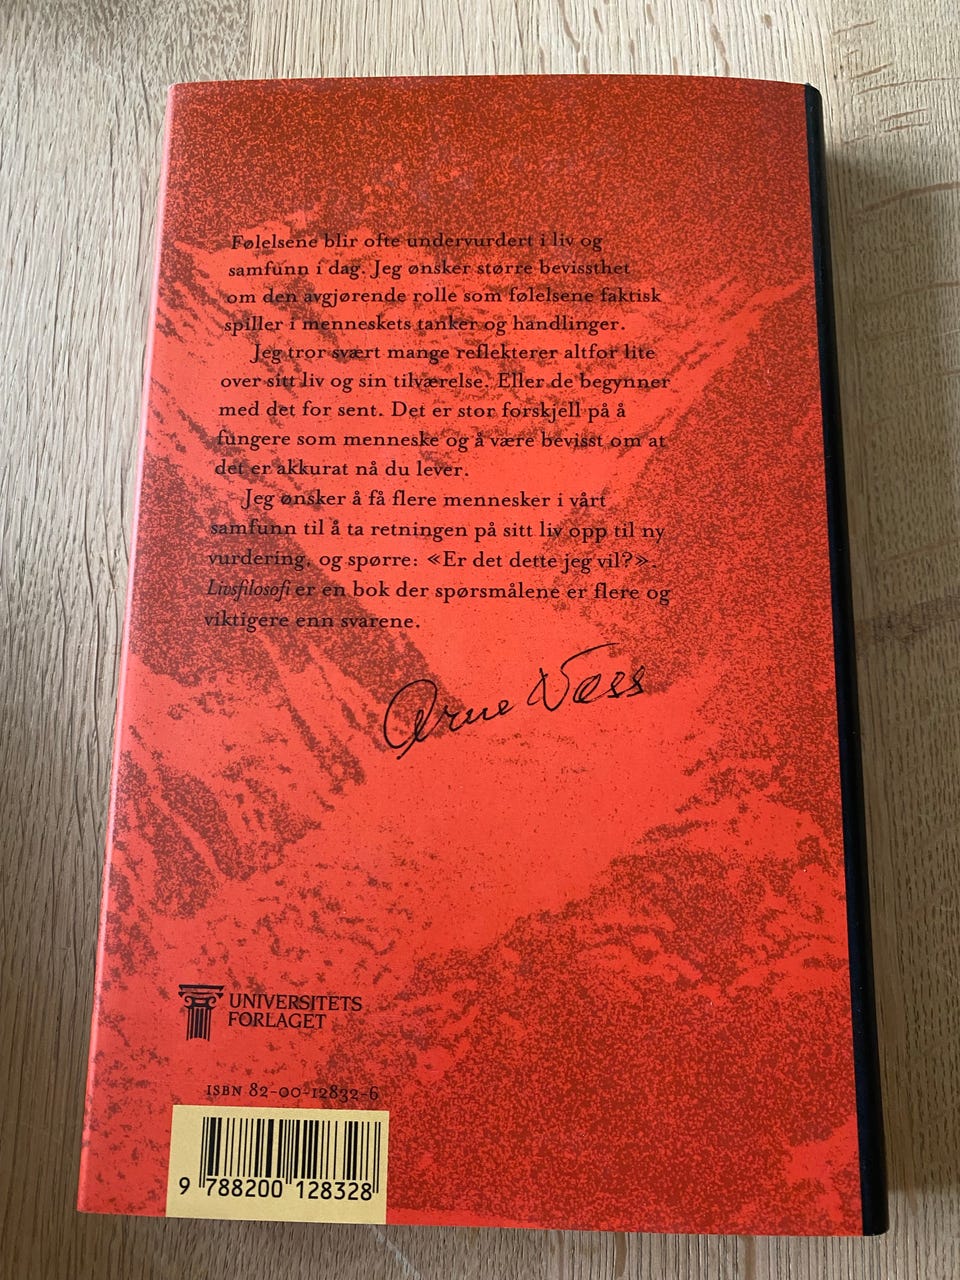 Følelsene blir ofte undervurdert i liv og
samfunn i dag. Jeg ønsker større bevissthet
om den avgjørende rolle som følelsene faktisk
spiller i menneskets tanker og handlinger.
Jeg tror svært mange reflekterer altfor lite
over sitt liv og sin tilværelse. Eller de begynner
med det for sent. Det er stor forskjell på å
fungere som menneske og å være bevisst om at
det er akkurat nå du lever.
Jeg ønsker å få flere mennesker i vårt
samfunn til å ta retningen på sitt liv opp til ny
vurdering, og spørre: «Er det dette jeg vil?».
Livsfilosofi er en bok der spørsmålene er flere og
viktigere enn svarene.
Arne Næss
UNIVERSITETS
FORLAGET
ISBN 82-00-12832-6
9 788200 128328